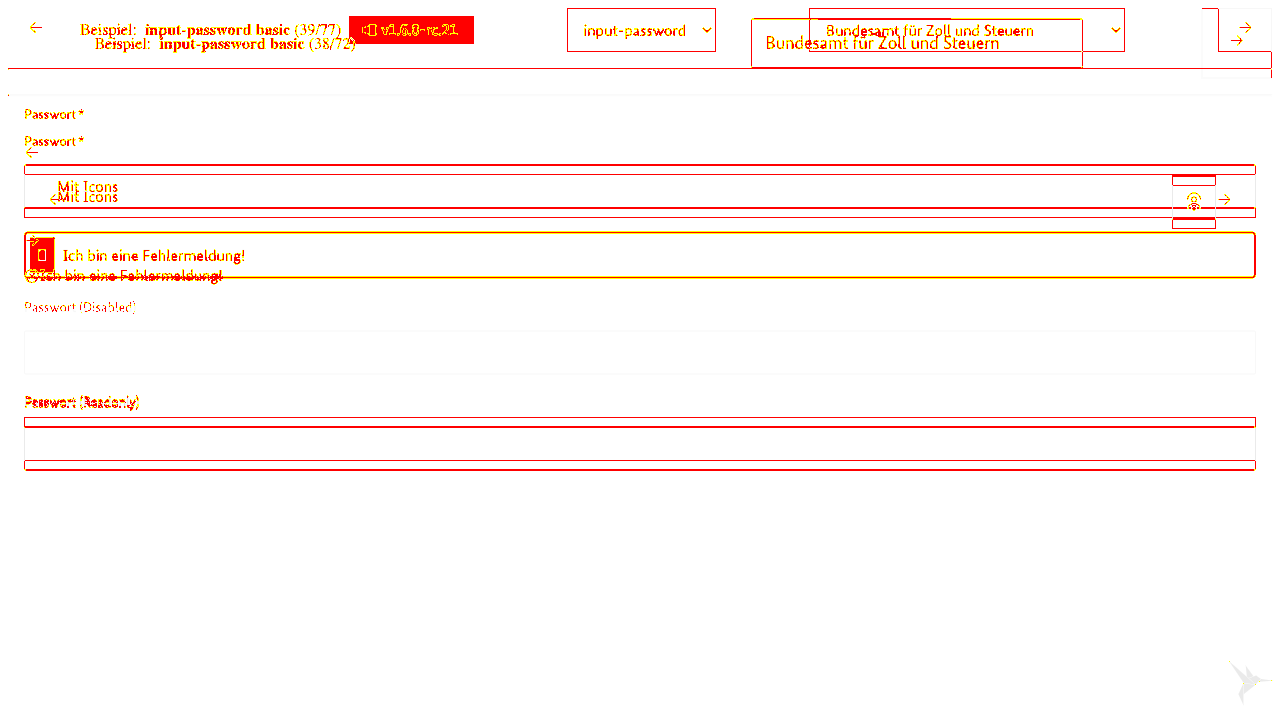 Beispiel: input-password basic (39/77) v1.6.0-rc.21 input-password Bundesamt für Zoll und Steuern
Beispiel: input-password basic (38/72) Bundesamt für Zoll und Steuern
Passwort *
Passwort *
Mit Icons
Mit Icons
Ich bin eine Fehlermeldung!
Ich bin eine Fehlermeldung!
Passwort (Disabled)
Passwort (Readonly)
Passwort (Readonly)